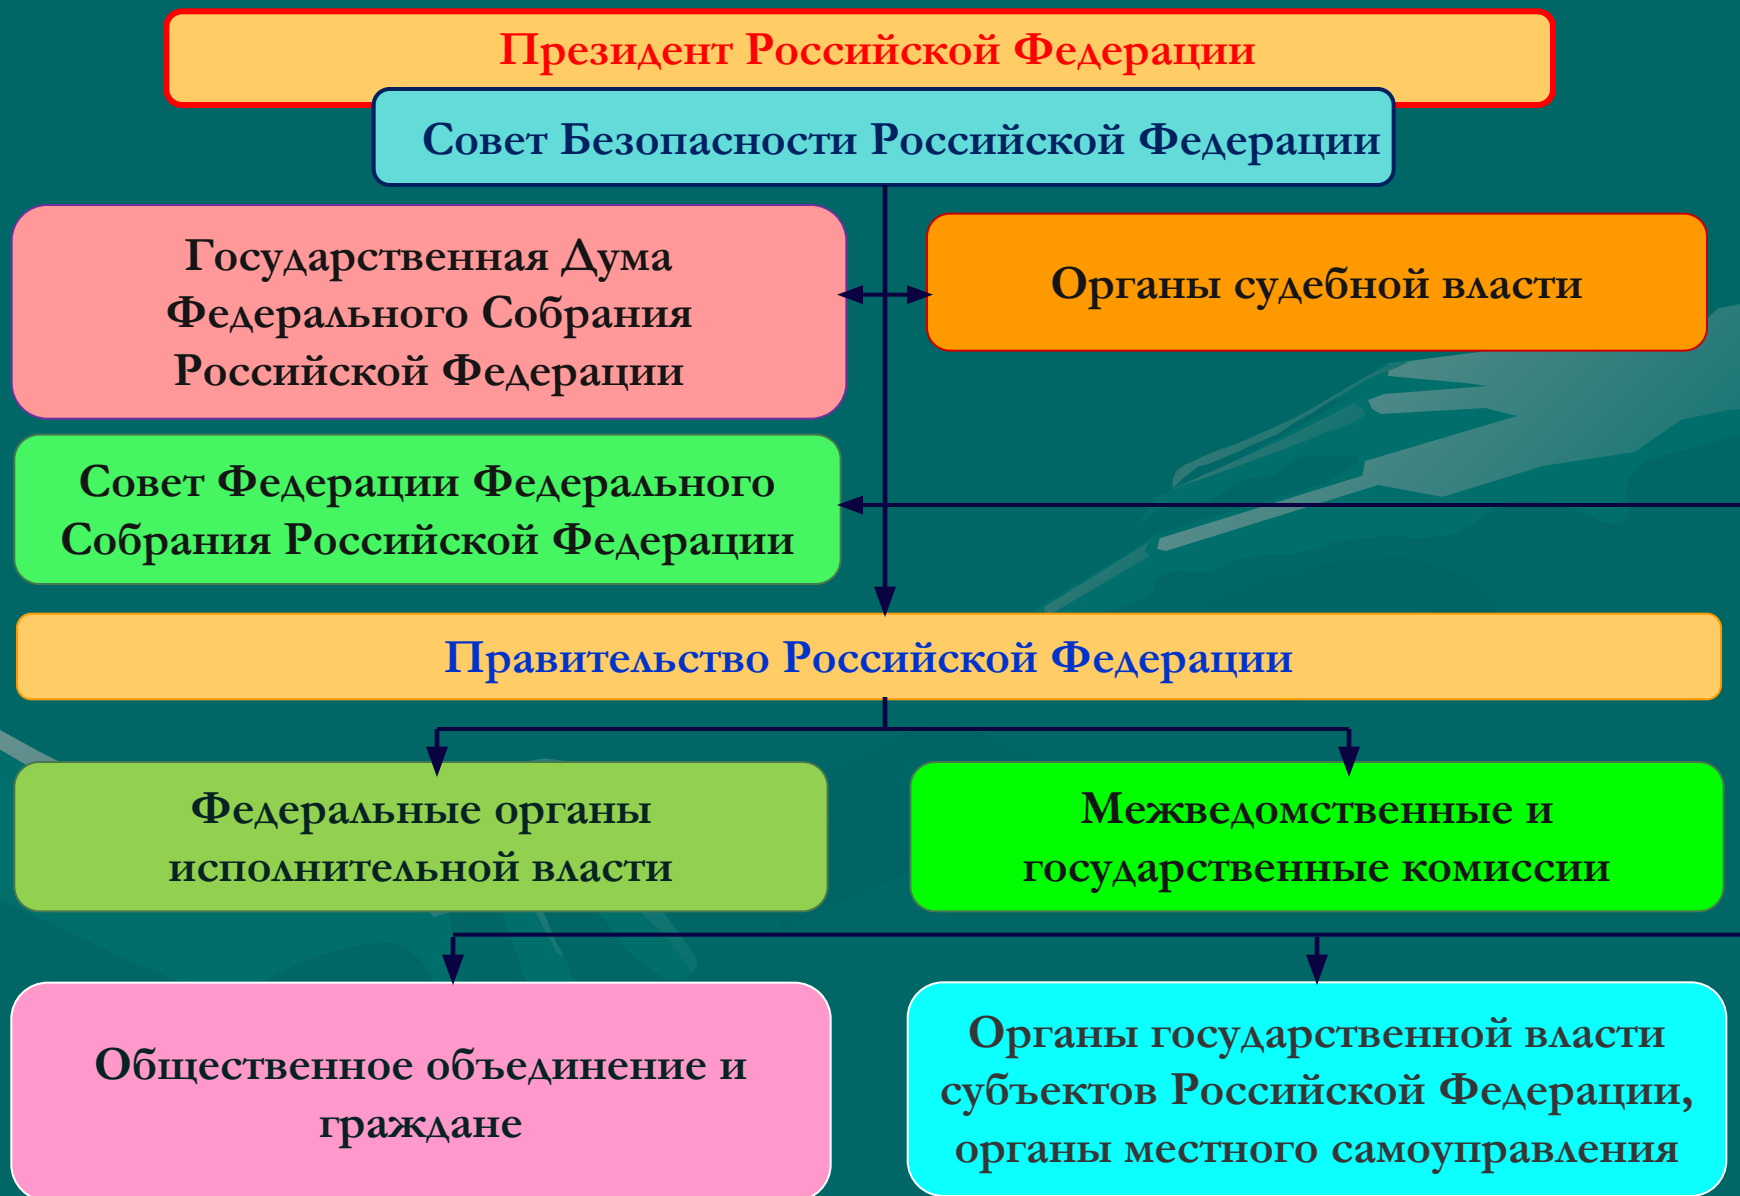 Президент Российской Федерации
Совет Безопасности Российской Федерации
Государственная Дума
Федерального Собрания
Российской Федерации
Органы судебной власти
Совет Федерации Федерального
Собрания Российской Федерации
Правительство Российской Федерации
Федеральные органы
исполнительной власти
Межведомственные и
государственные комиссии
Общественное объединение и
граждане
Органы государственной власти
субъектов Российской Федерации,
органы местного самоуправления